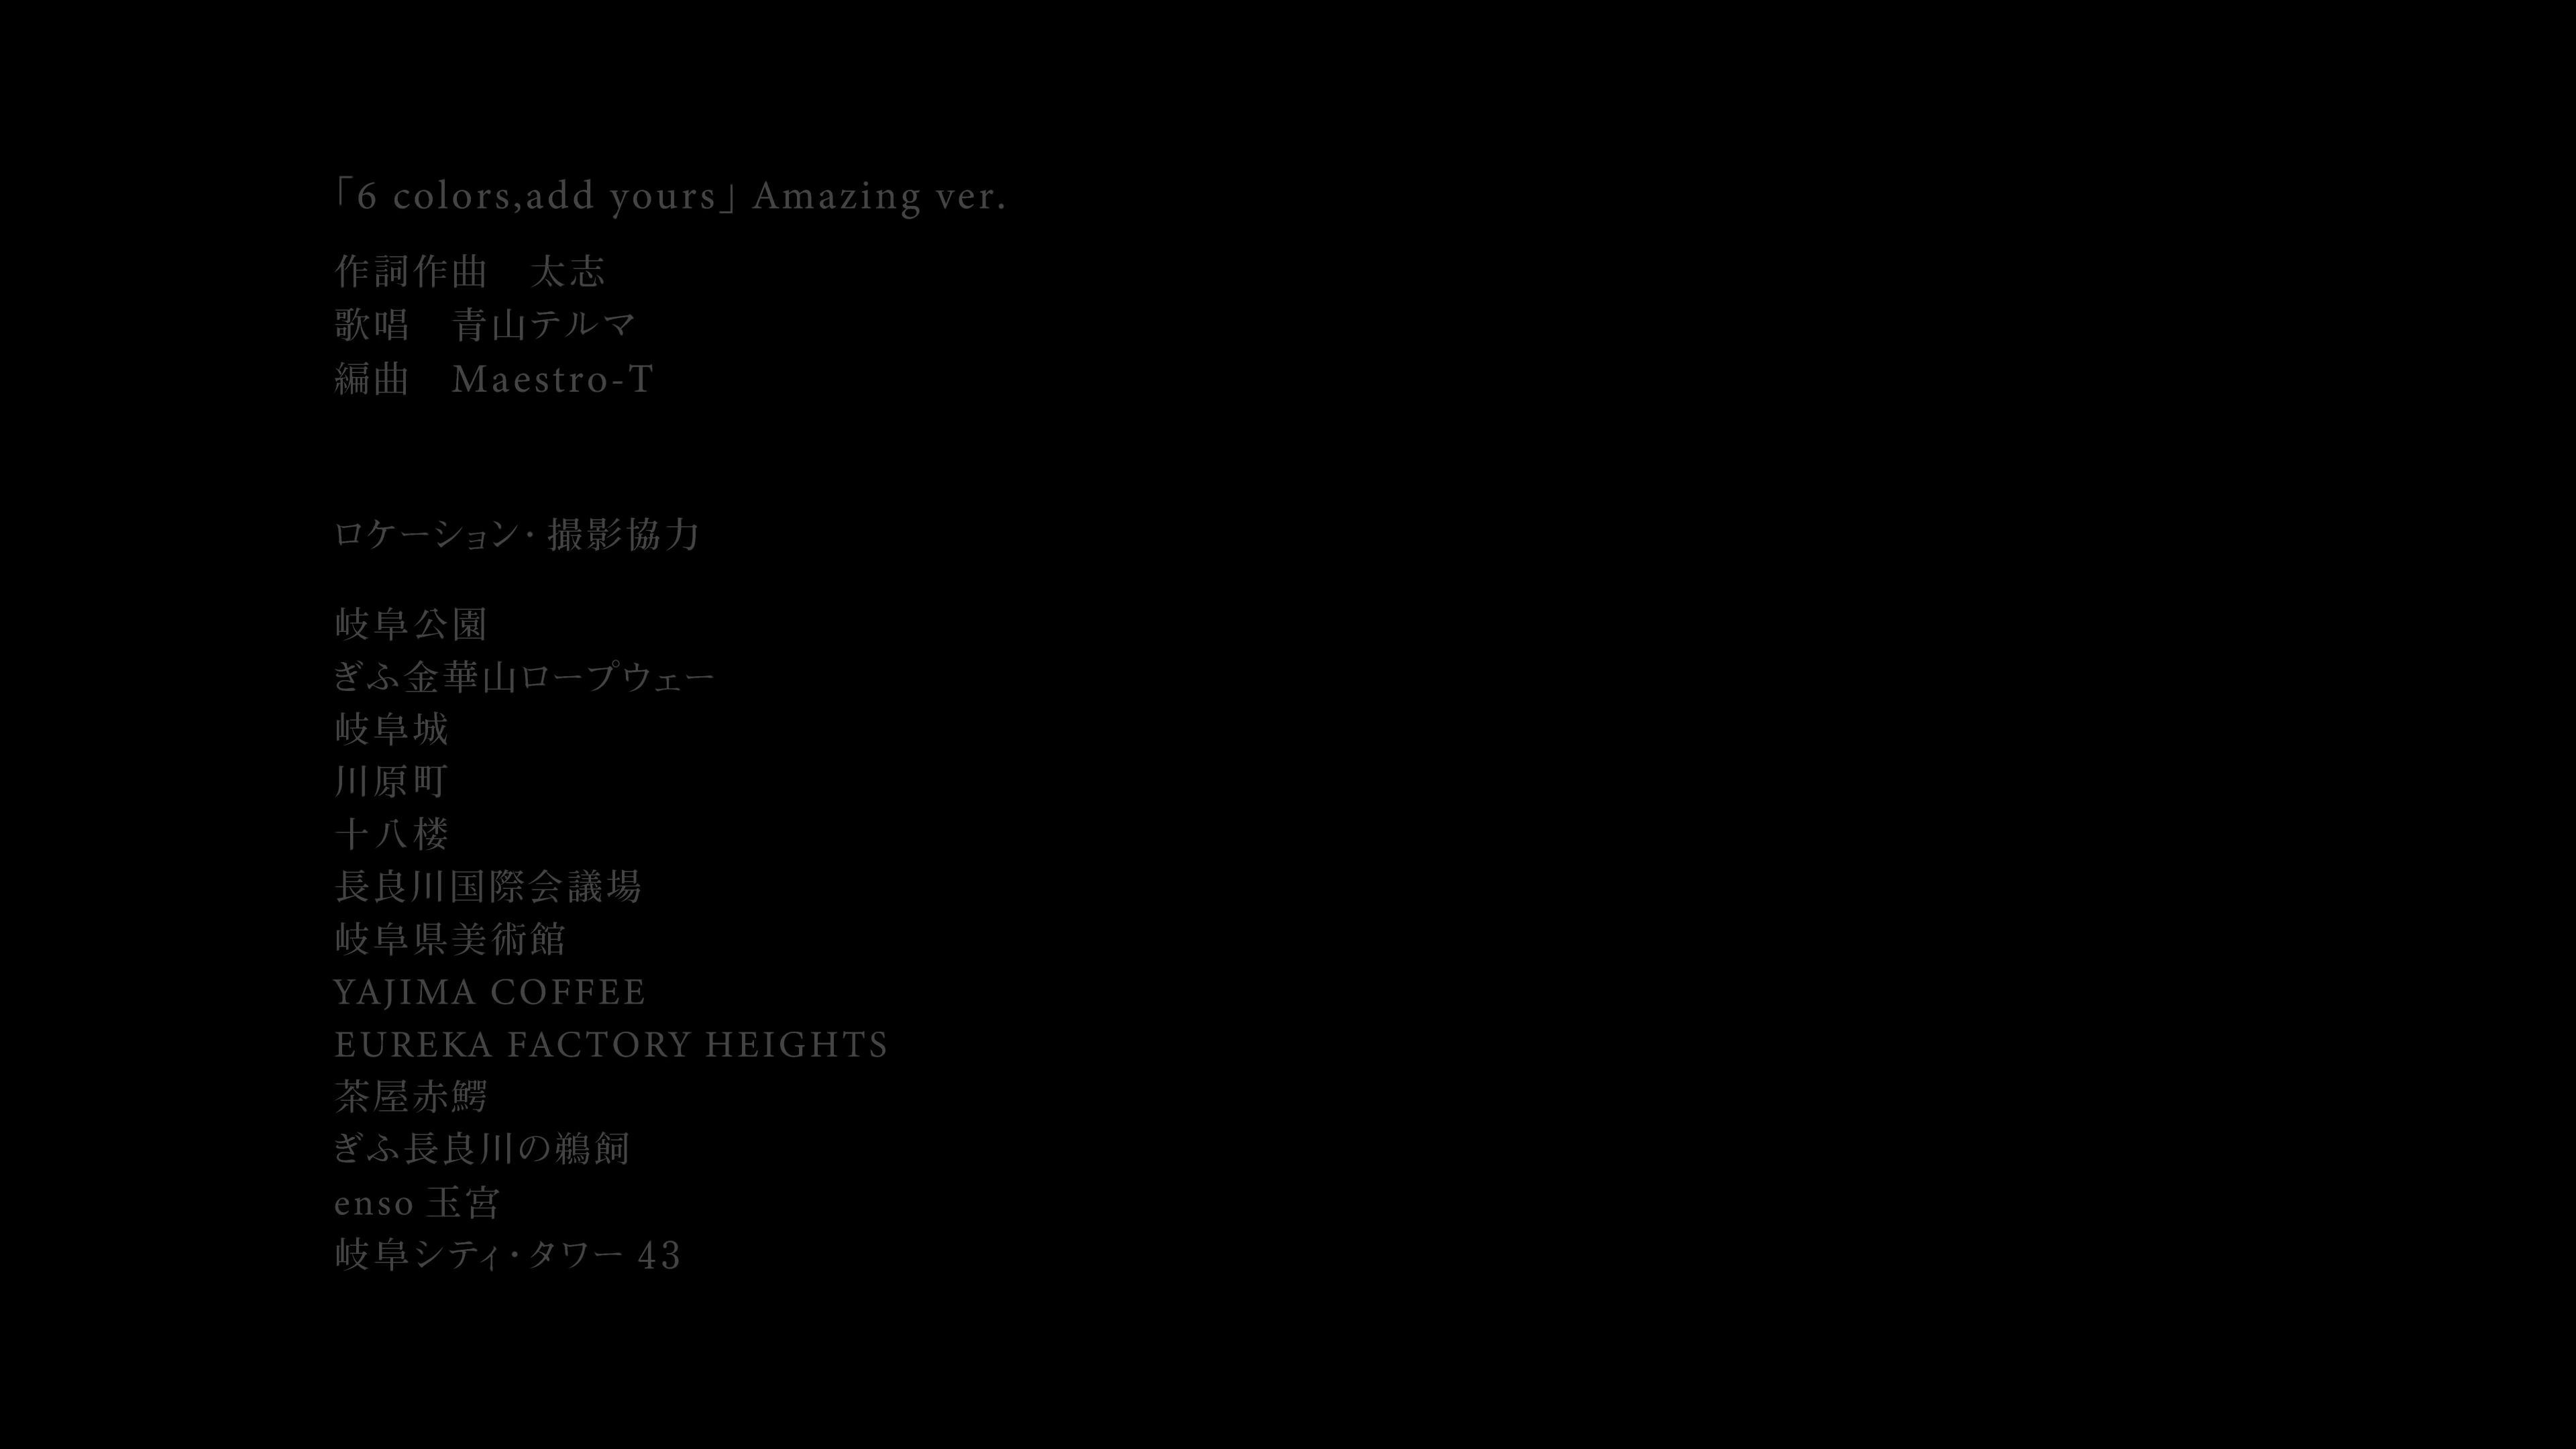 「6 colors,add yours」 Amazing ver.
作詞作曲　太志
歌唱　青山テルマ
編曲　Maestro-T
ロケーション・撮影協力
岐阜公園
ぎふ金華山ロープウェー
岐阜城
川原町
十八楼
長良川国際会議場
岐阜県美術館
YAJIMA COFFEE
EUREKA FACTORY HEIGHTS
茶屋赤鰐
ぎふ長良川の鵜飼
enso 玉宮
岐阜シティ・タワー 43